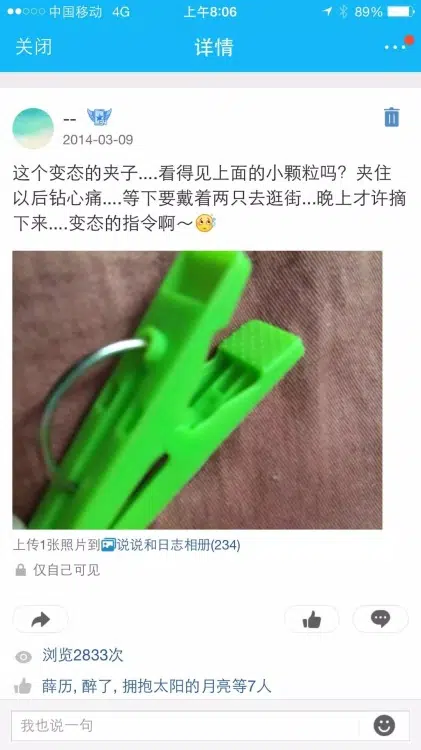 中国移动 4G 上午8:06 89%
关闭 详情
--
2014-03-09
这个变态的夹子....看得见上面的小颗粒吗？夹住
以后钻心痛....等下要戴着两只去逛街...晚上才许摘
下来....变态的指令啊～
上传1张照片到说说和日志相册(234)
仅自己可见
浏览2833次
薛历, 醉了, 拥抱太阳的月亮等7人
我也说一句